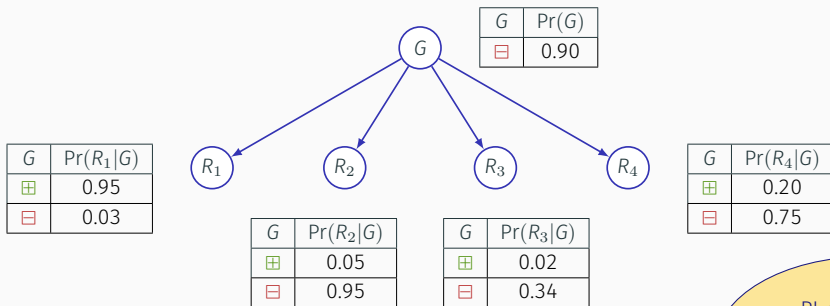 G Pr(G)
⊟ 0.90
G
R₁ R₂ R₃ R₄
G Pr(R₁|G)
⊞ 0.95
⊟ 0.03
G Pr(R₂|G)
⊞ 0.05
⊟ 0.95
G Pr(R₃|G)
⊞ 0.02
⊟ 0.34
G Pr(R₄|G)
⊞ 0.20
⊟ 0.75